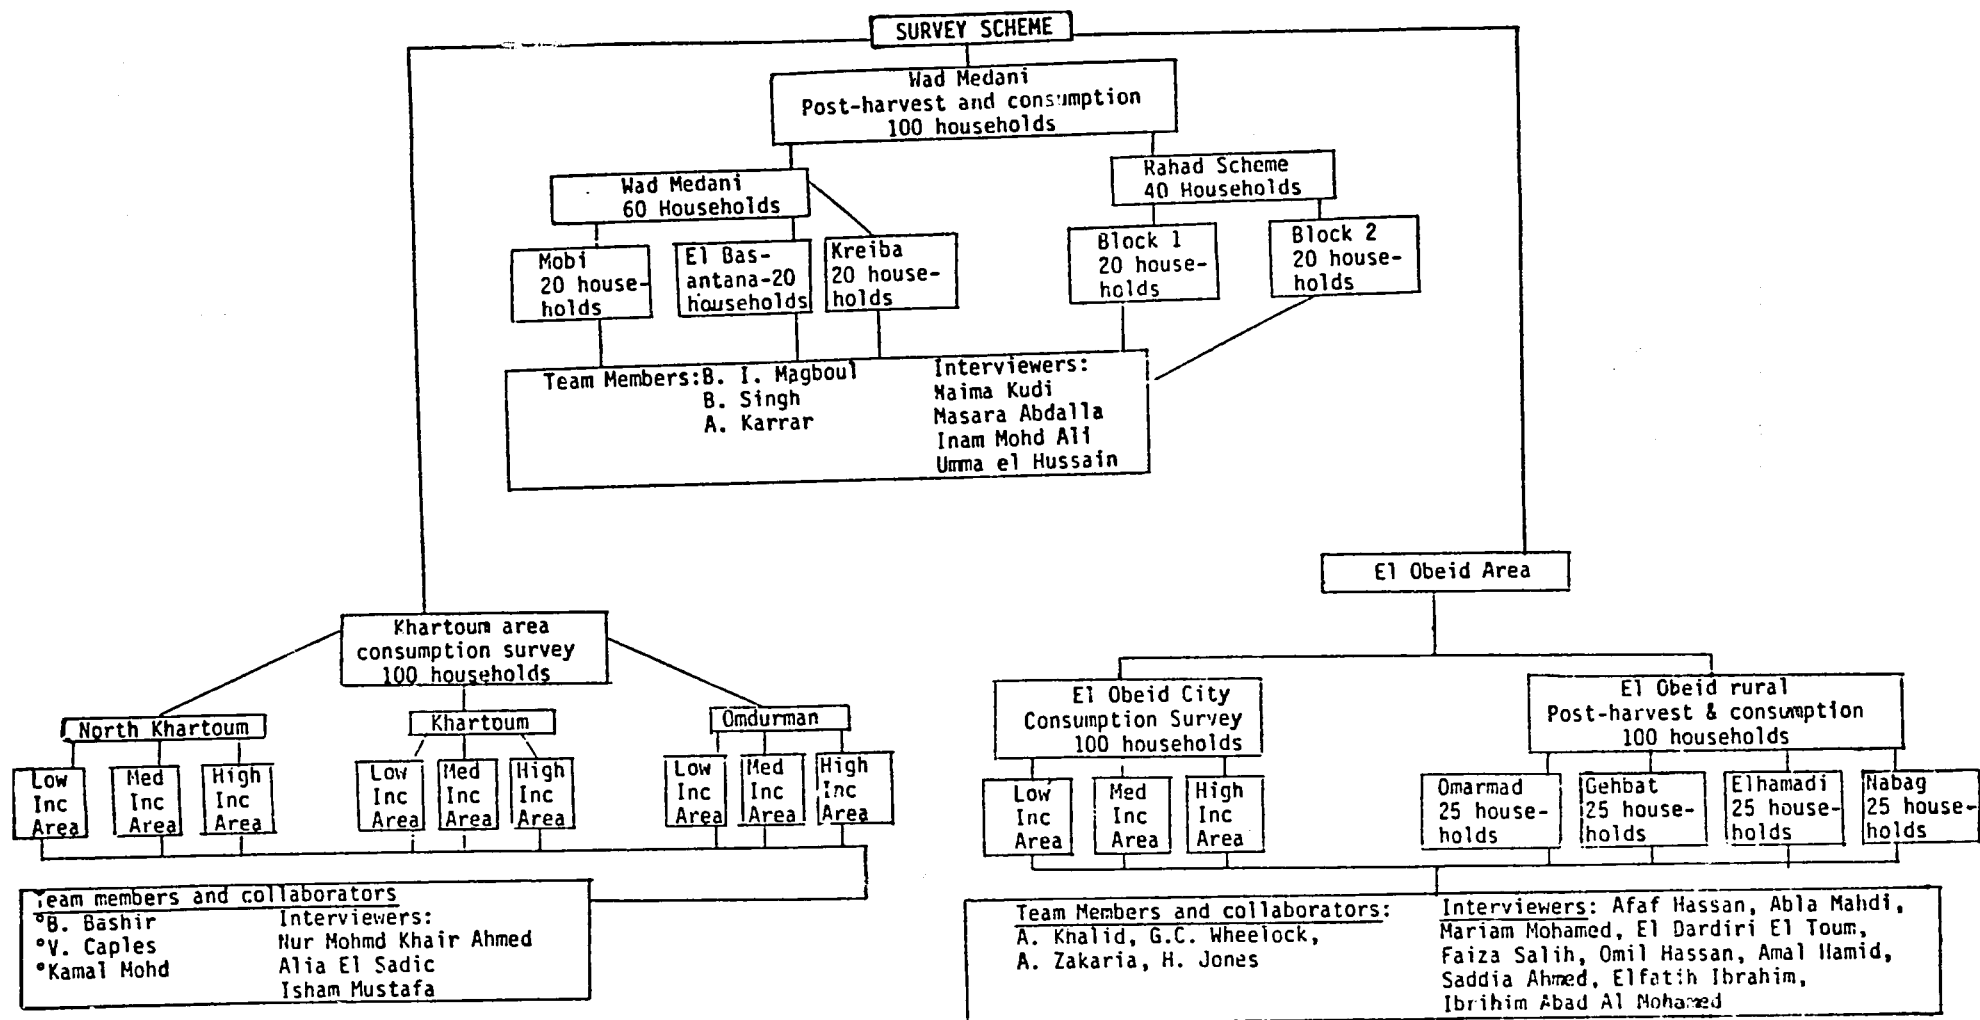 SURVEY SCHEME
Wad Medani
Post-harvest and consumption
100 households
Wad Medani
60 Households
Rahad Scheme
40 Households
Mobi
20 house-
holds
El Bas-
antana-20
households
Kreiba
20 house-
holds
Block 1
20 house-
holds
Block 2
20 house-
holds
Team Members: B. I. Magboul
B. Singh
A. Karrar
Interviewers:
Naima Kudi
Masara Abdalla
Inam Mohd Ali
Umma el Hussain
El Obeid Area
Khartoum area
consumption survey
100 households
North Khartoum
Khartoum
Omdurman
Low
Inc
Area
Med
Inc
Area
High
Inc
Area
Low
Inc
Area
Med
Inc
Area
High
Inc
Area
Low
Inc
Area
Med
Inc
Area
High
Inc
Area
Team members and collaborators
°B. Bashir
°V. Caples
°Kamal Mohd
Interviewers:
Nur Mohmd Khair Ahmed
Alia El Sadic
Isham Mustafa
El Obeid City
Consumption Survey
100 households
El Obeid rural
Post-harvest & consumption
100 households
Low
Inc
Area
Med
Inc
Area
High
Inc
Area
Omarmad
25 house-
holds
Gehbat
25 house-
holds
Elhamadi
25 house-
holds
Nabag
25 house-
holds
Team Members and collaborators:
A. Khalid, G.C. Wheelock,
A. Zakaria, H. Jones
Interviewers: Afaf Hassan, Abla Mahdi,
Mariam Mohamed, El Dardiri El Toum,
Faiza Salih, Omil Hassan, Amal Hamid,
Saddia Ahmed, Elfatih Ibrahim,
Ibrihim Abad Al Mohamed